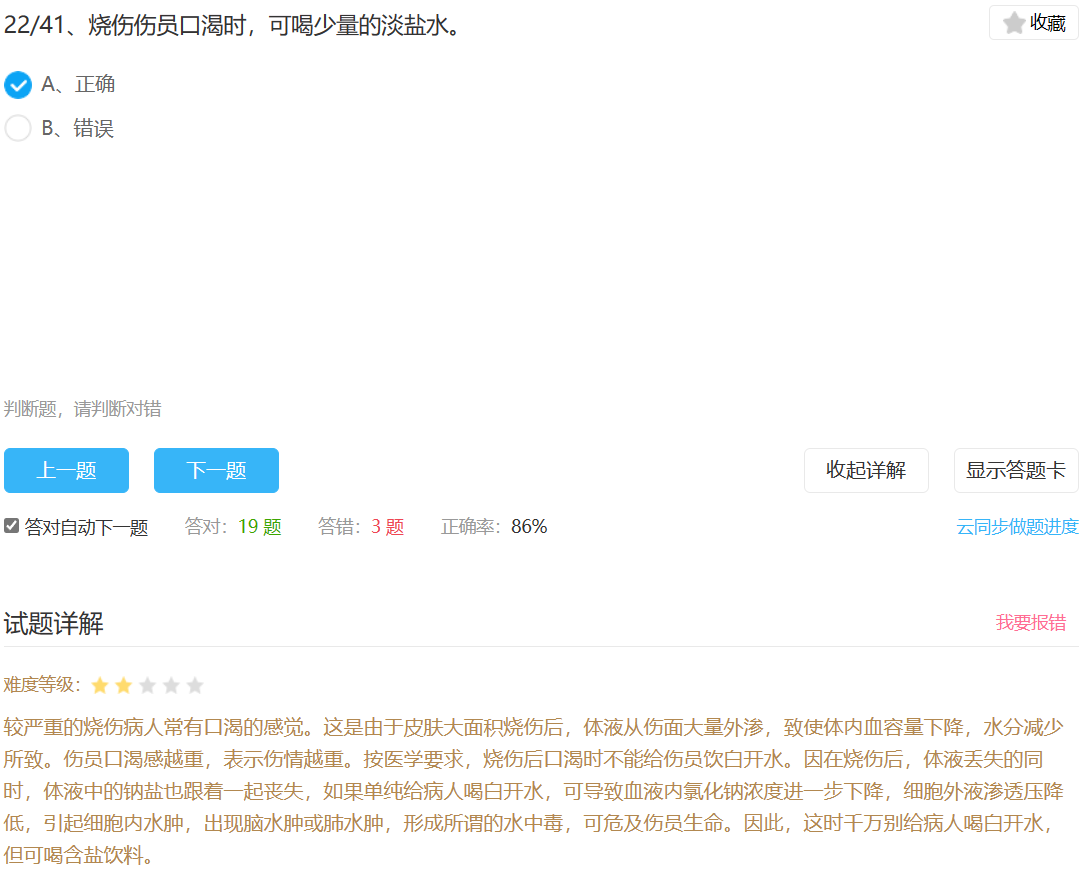 22/41、烧伤伤员口渴时，可喝少量的淡盐水。
收藏
A、正确
B、错误
判断题，请判断对错
上一题 下一题 收起详解 显示答题卡
答对自动下一题 答对：19 题 答错：3 题 正确率：86% 云同步做题进度
试题详解 我要报错
难度等级：
较严重的烧伤病人常有口渴的感觉。这是由于皮肤大面积烧伤后，体液从伤面大量外渗，致使体内血容量下降，水分减少
所致。伤员口渴感越重，表示伤情越重。按医学要求，烧伤后口渴时不能给伤员饮白开水。因在烧伤后，体液丢失的同
时，体液中的钠盐也跟着一起丧失，如果单纯给病人喝白开水，可导致血液内氯化钠浓度进一步下降，细胞外液渗透压降
低，引起细胞内水肿，出现脑水肿或肺水肿，形成所谓的水中毒，可危及伤员生命。因此，这时千万别给病人喝白开水，
但可喝含盐饮料。